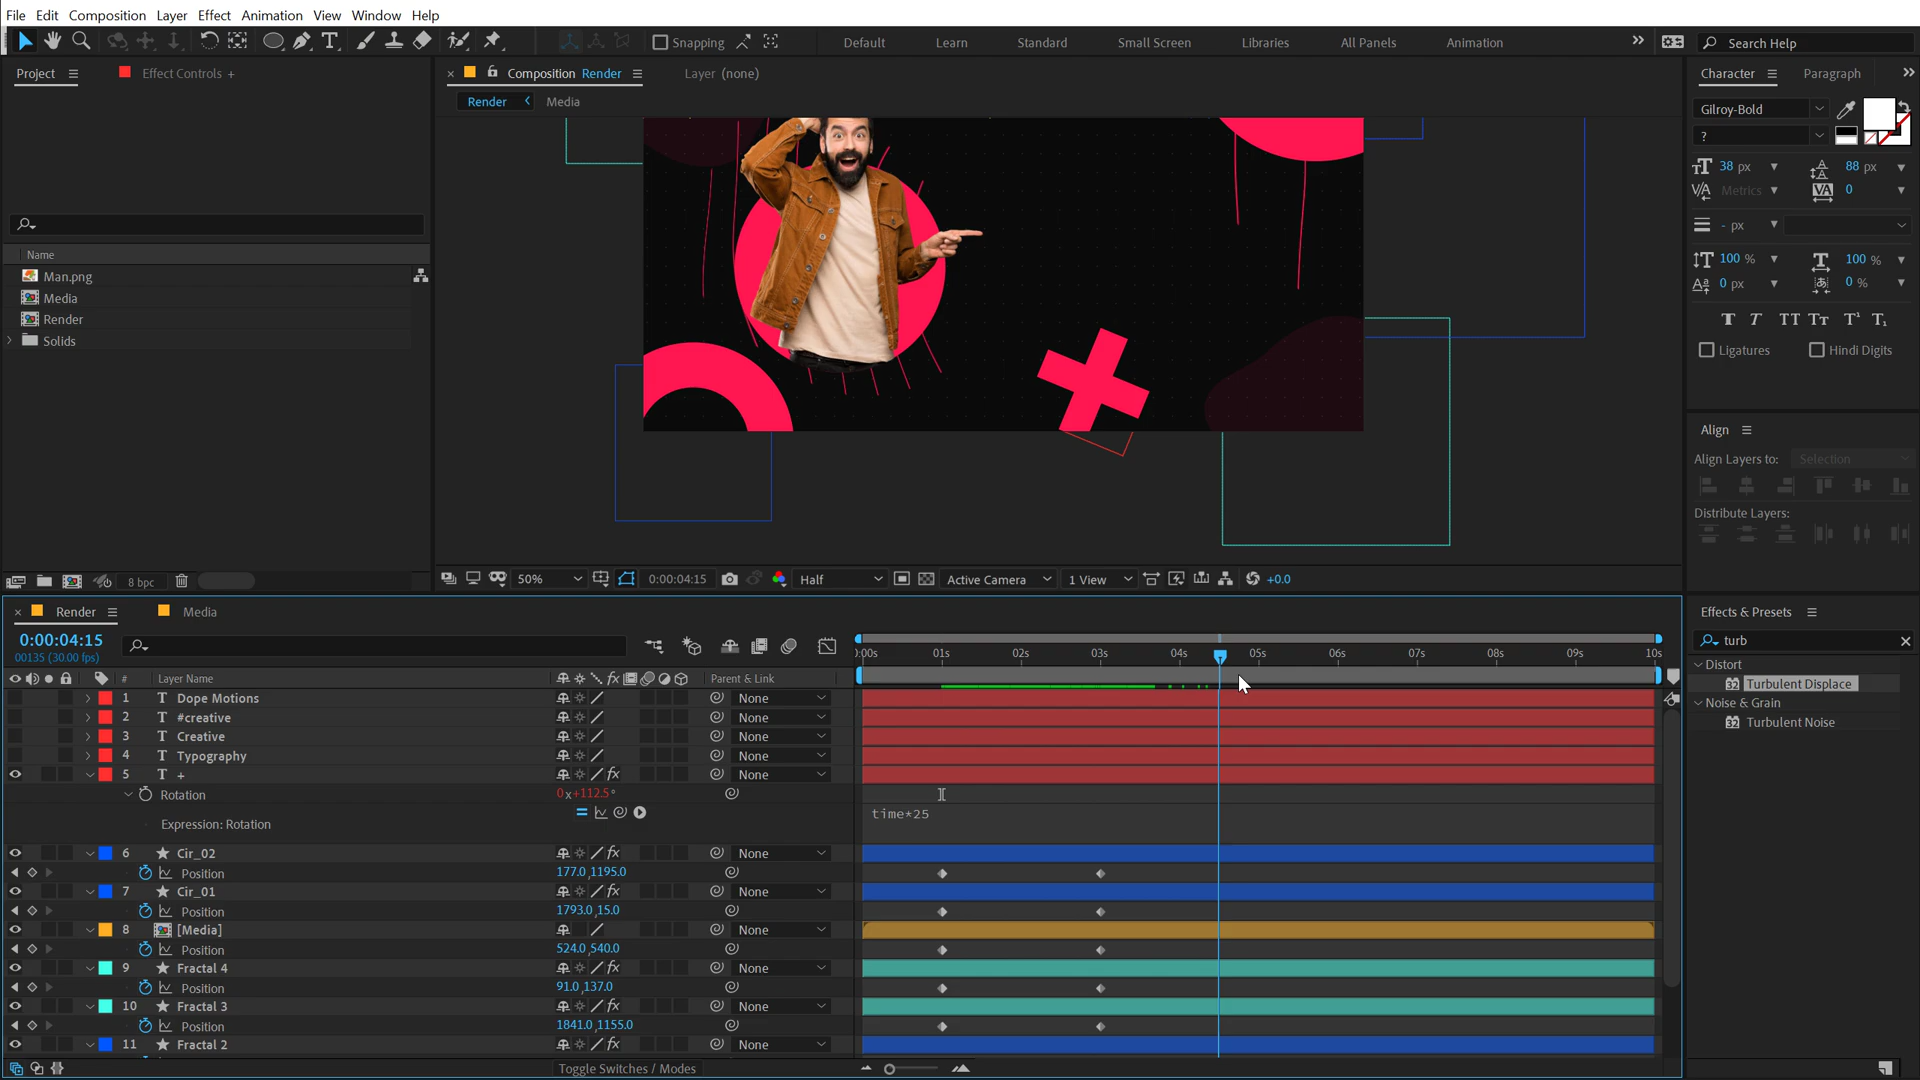 File Edit Composition Layer Effect Animation View Window Help
Snapping Default Learn Standard Small Screen Libraries All Panels Animation Search Help
Project Effect Controls + Composition Render Layer (none) Character Paragraph
Render Media
Gilroy-Bold
?
38 px 88 px
Metrics 0
- px
Name
100 % 100 %
Man.png
0 px 0 %
Media
Render
Solids
Ligatures Hindi Digits
Align
Align Layers to: Selection
Distribute Layers:
8 bpc 50% 0:00:04:15 Half Active Camera 1 View +0.0
Render Media Effects & Presets
0:00:04:15 turb
00135 (30.00 fps) :00s 01s 02s 03s 04s 05s 06s 07s 08s 09s 10s
Distort
# Layer Name Parent & Link Turbulent Displace
1 T Dope Motions None Noise & Grain
2 T #creative None Turbulent Noise
3 T Creative None
4 T Typography None
5 T + fx None
Rotation 0x+112.5°
Expression: Rotation time*25
6 Cir_02 fx None
Position 177.0,1195.0
7 Cir_01 fx None
Position 1793.0,15.0
8 [Media] None
Position 524.0,540.0
9 Fractal 4 fx None
Position 91.0,137.0
10 Fractal 3 fx None
Position 1841.0,1155.0
11 Fractal 2 fx None
Toggle Switches / Modes